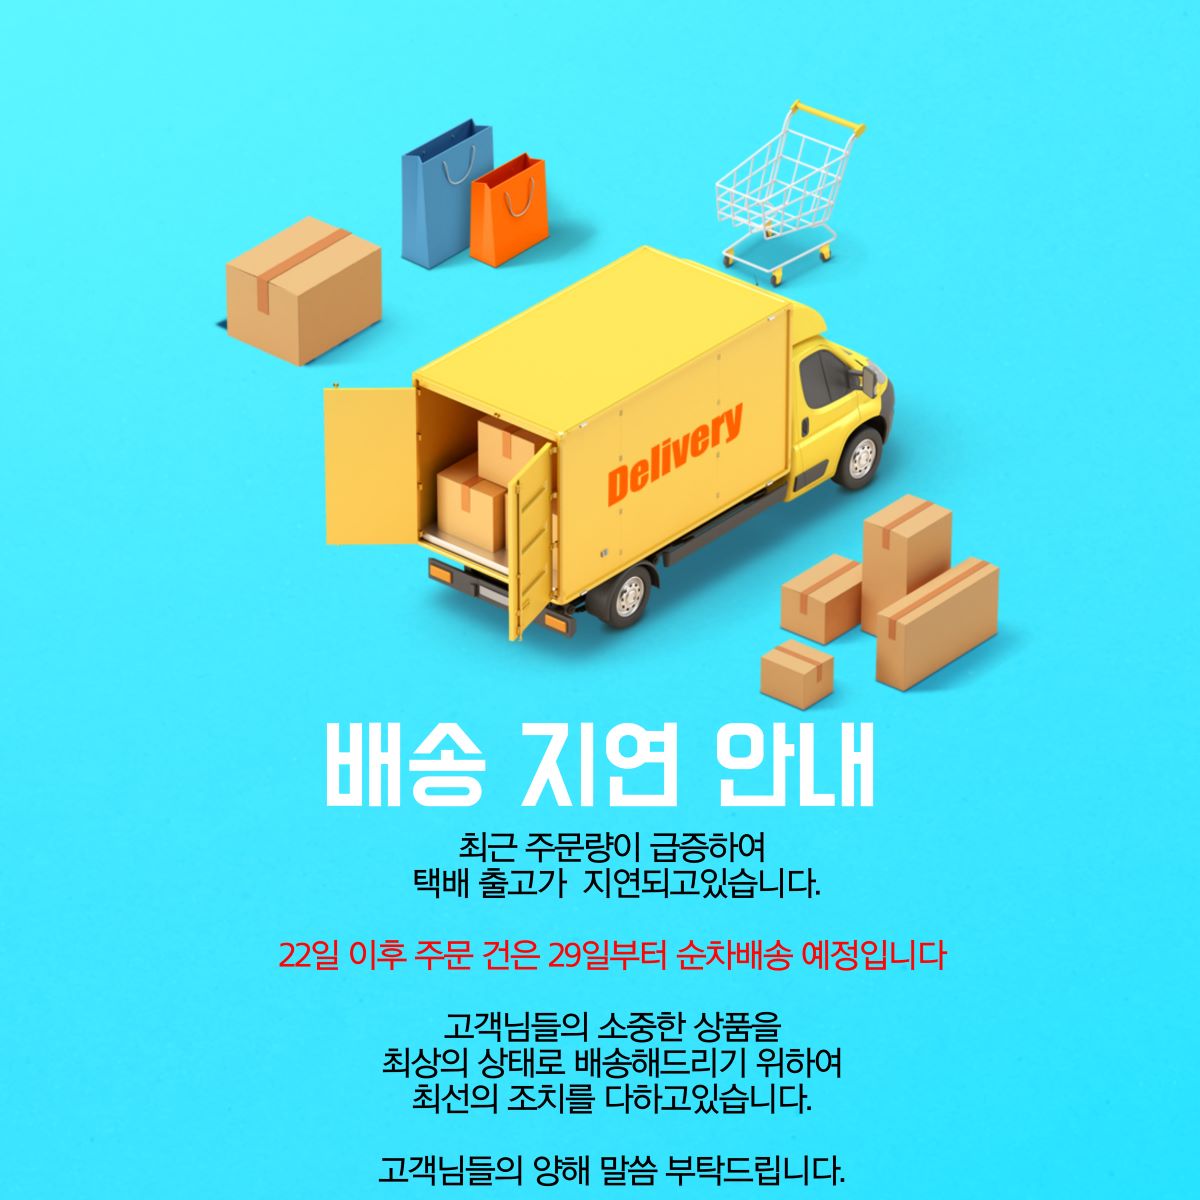 Delivery
배송 지연 안내
최근 주문량이 급증하여
택배 출고가 지연되고있습니다.
22일 이후 주문 건은 29일부터 순차배송 예정입니다
고객님들의 소중한 상품을
최상의 상태로 배송해드리기 위하여
최선의 조치를 다하고있습니다.
고객님들의 양해 말씀 부탁드립니다.